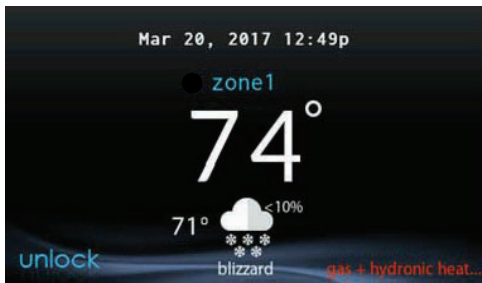 Mar 20, 2017 12:49p
zone1
74°
71° <10%
blizzard
unlock
gas + hydronic heat...